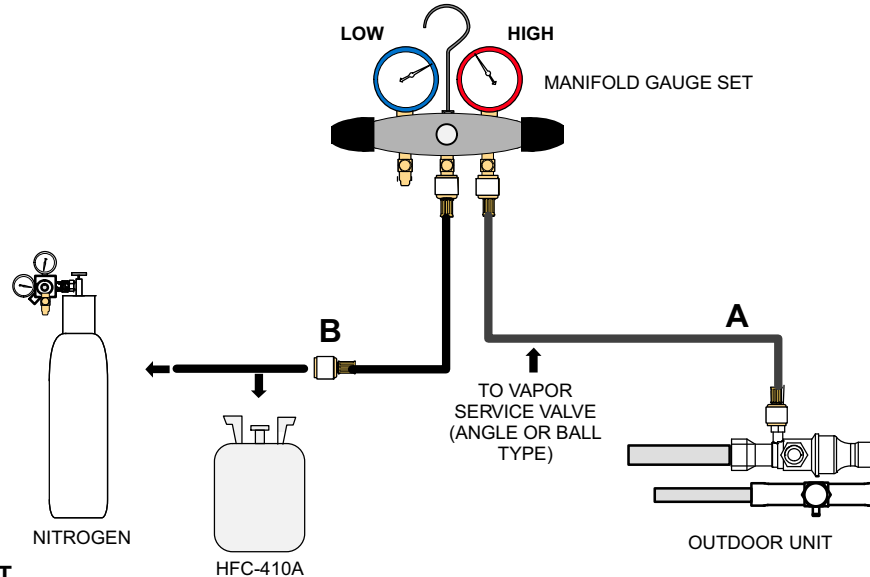 LOW
HIGH
MANIFOLD GAUGE SET
B
A
TO VAPOR
SERVICE VALVE
(ANGLE OR BALL
TYPE)
NITROGEN
OUTDOOR UNIT
HFC-410A
T